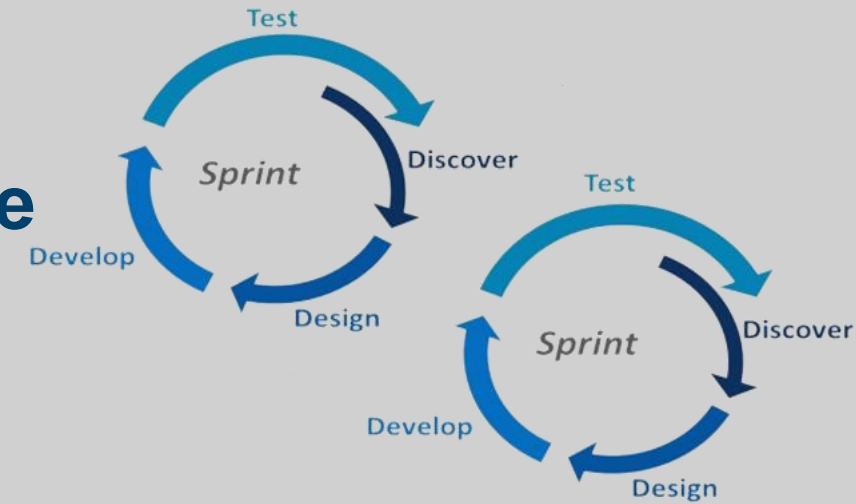 Test
Discover
Sprint
e
Develop
Design
Test
Discover
Sprint
Develop
Design